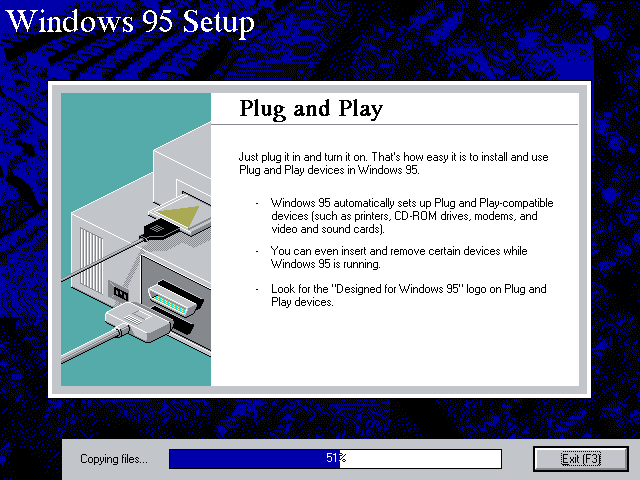 Windows 95 Setup
Plug and Play
Just plug it in and turn it on. That's how easy it is to install and use
Plug and Play devices in Windows 95.
- Windows 95 automatically sets up Plug and Play-compatible
devices (such as printers, CD-ROM drives, modems, and
video and sound cards).
- You can even insert and remove certain devices while
Windows 95 is running.
- Look for the "Designed for Windows 95" logo on Plug and
Play devices.
Copying files...
51%
Exit (F3)